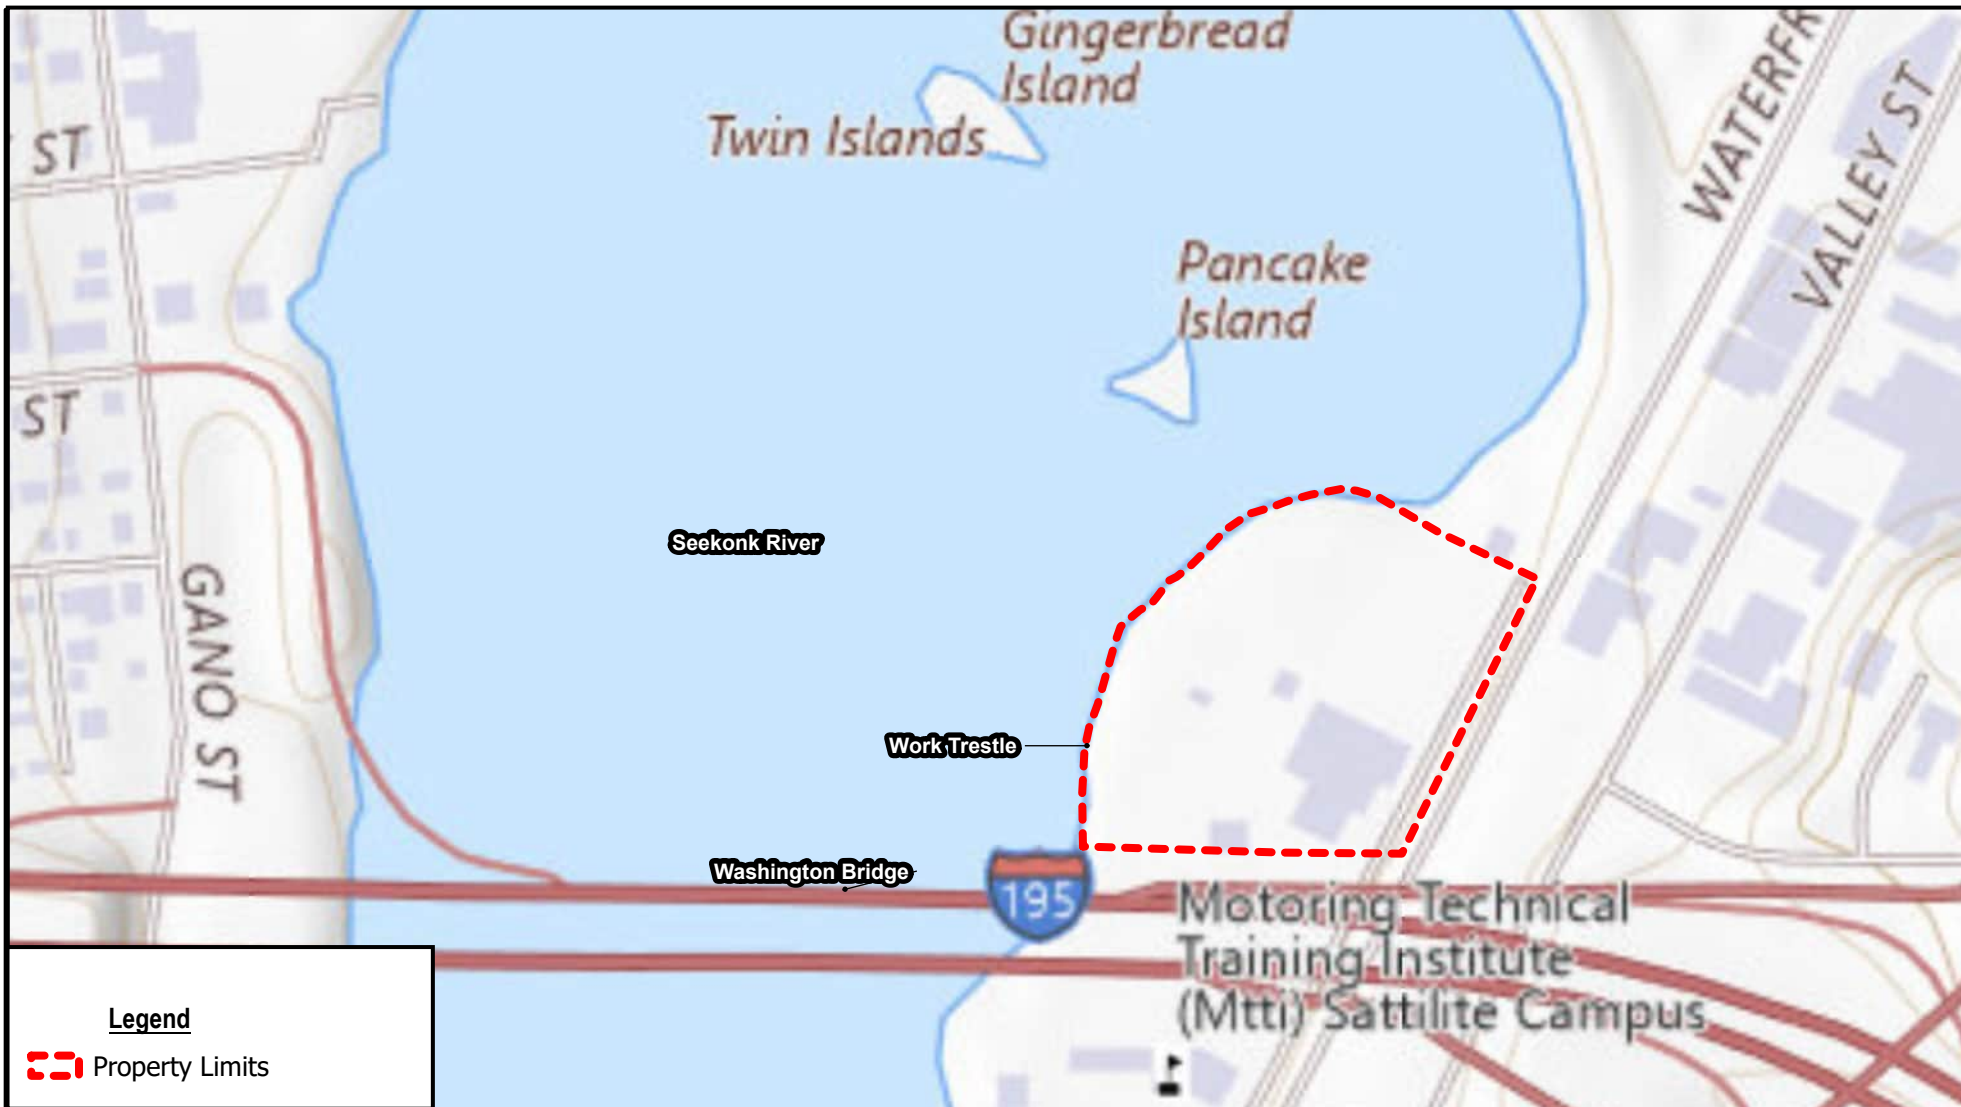 Gingerbread
Island
Twin Islands
WATERFR
VALLEY ST
ST
Pancake
Island
ST
Seekonk River
GANO ST
Work Trestle
Washington Bridge
195
Motoring Technical
Training Institute
(Mtti) Sattilite Campus
Legend
Property Limits